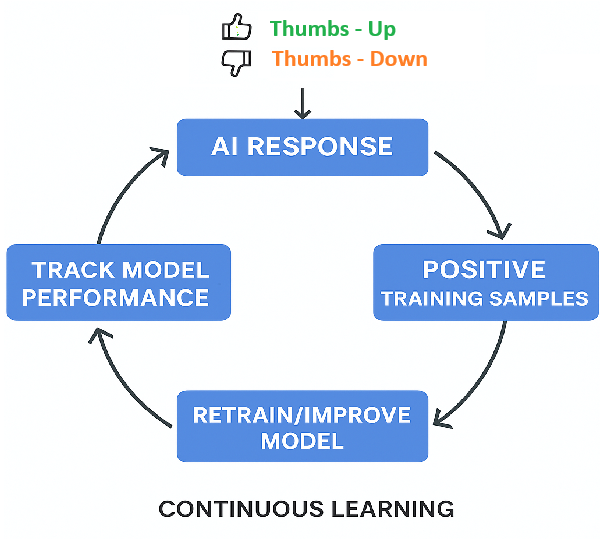 Thumbs - Up
Thumbs - Down
AI RESPONSE
POSITIVE
TRAINING SAMPLES
RETRAIN/IMPROVE
MODEL
TRACK MODEL
PERFORMANCE
CONTINUOUS LEARNING